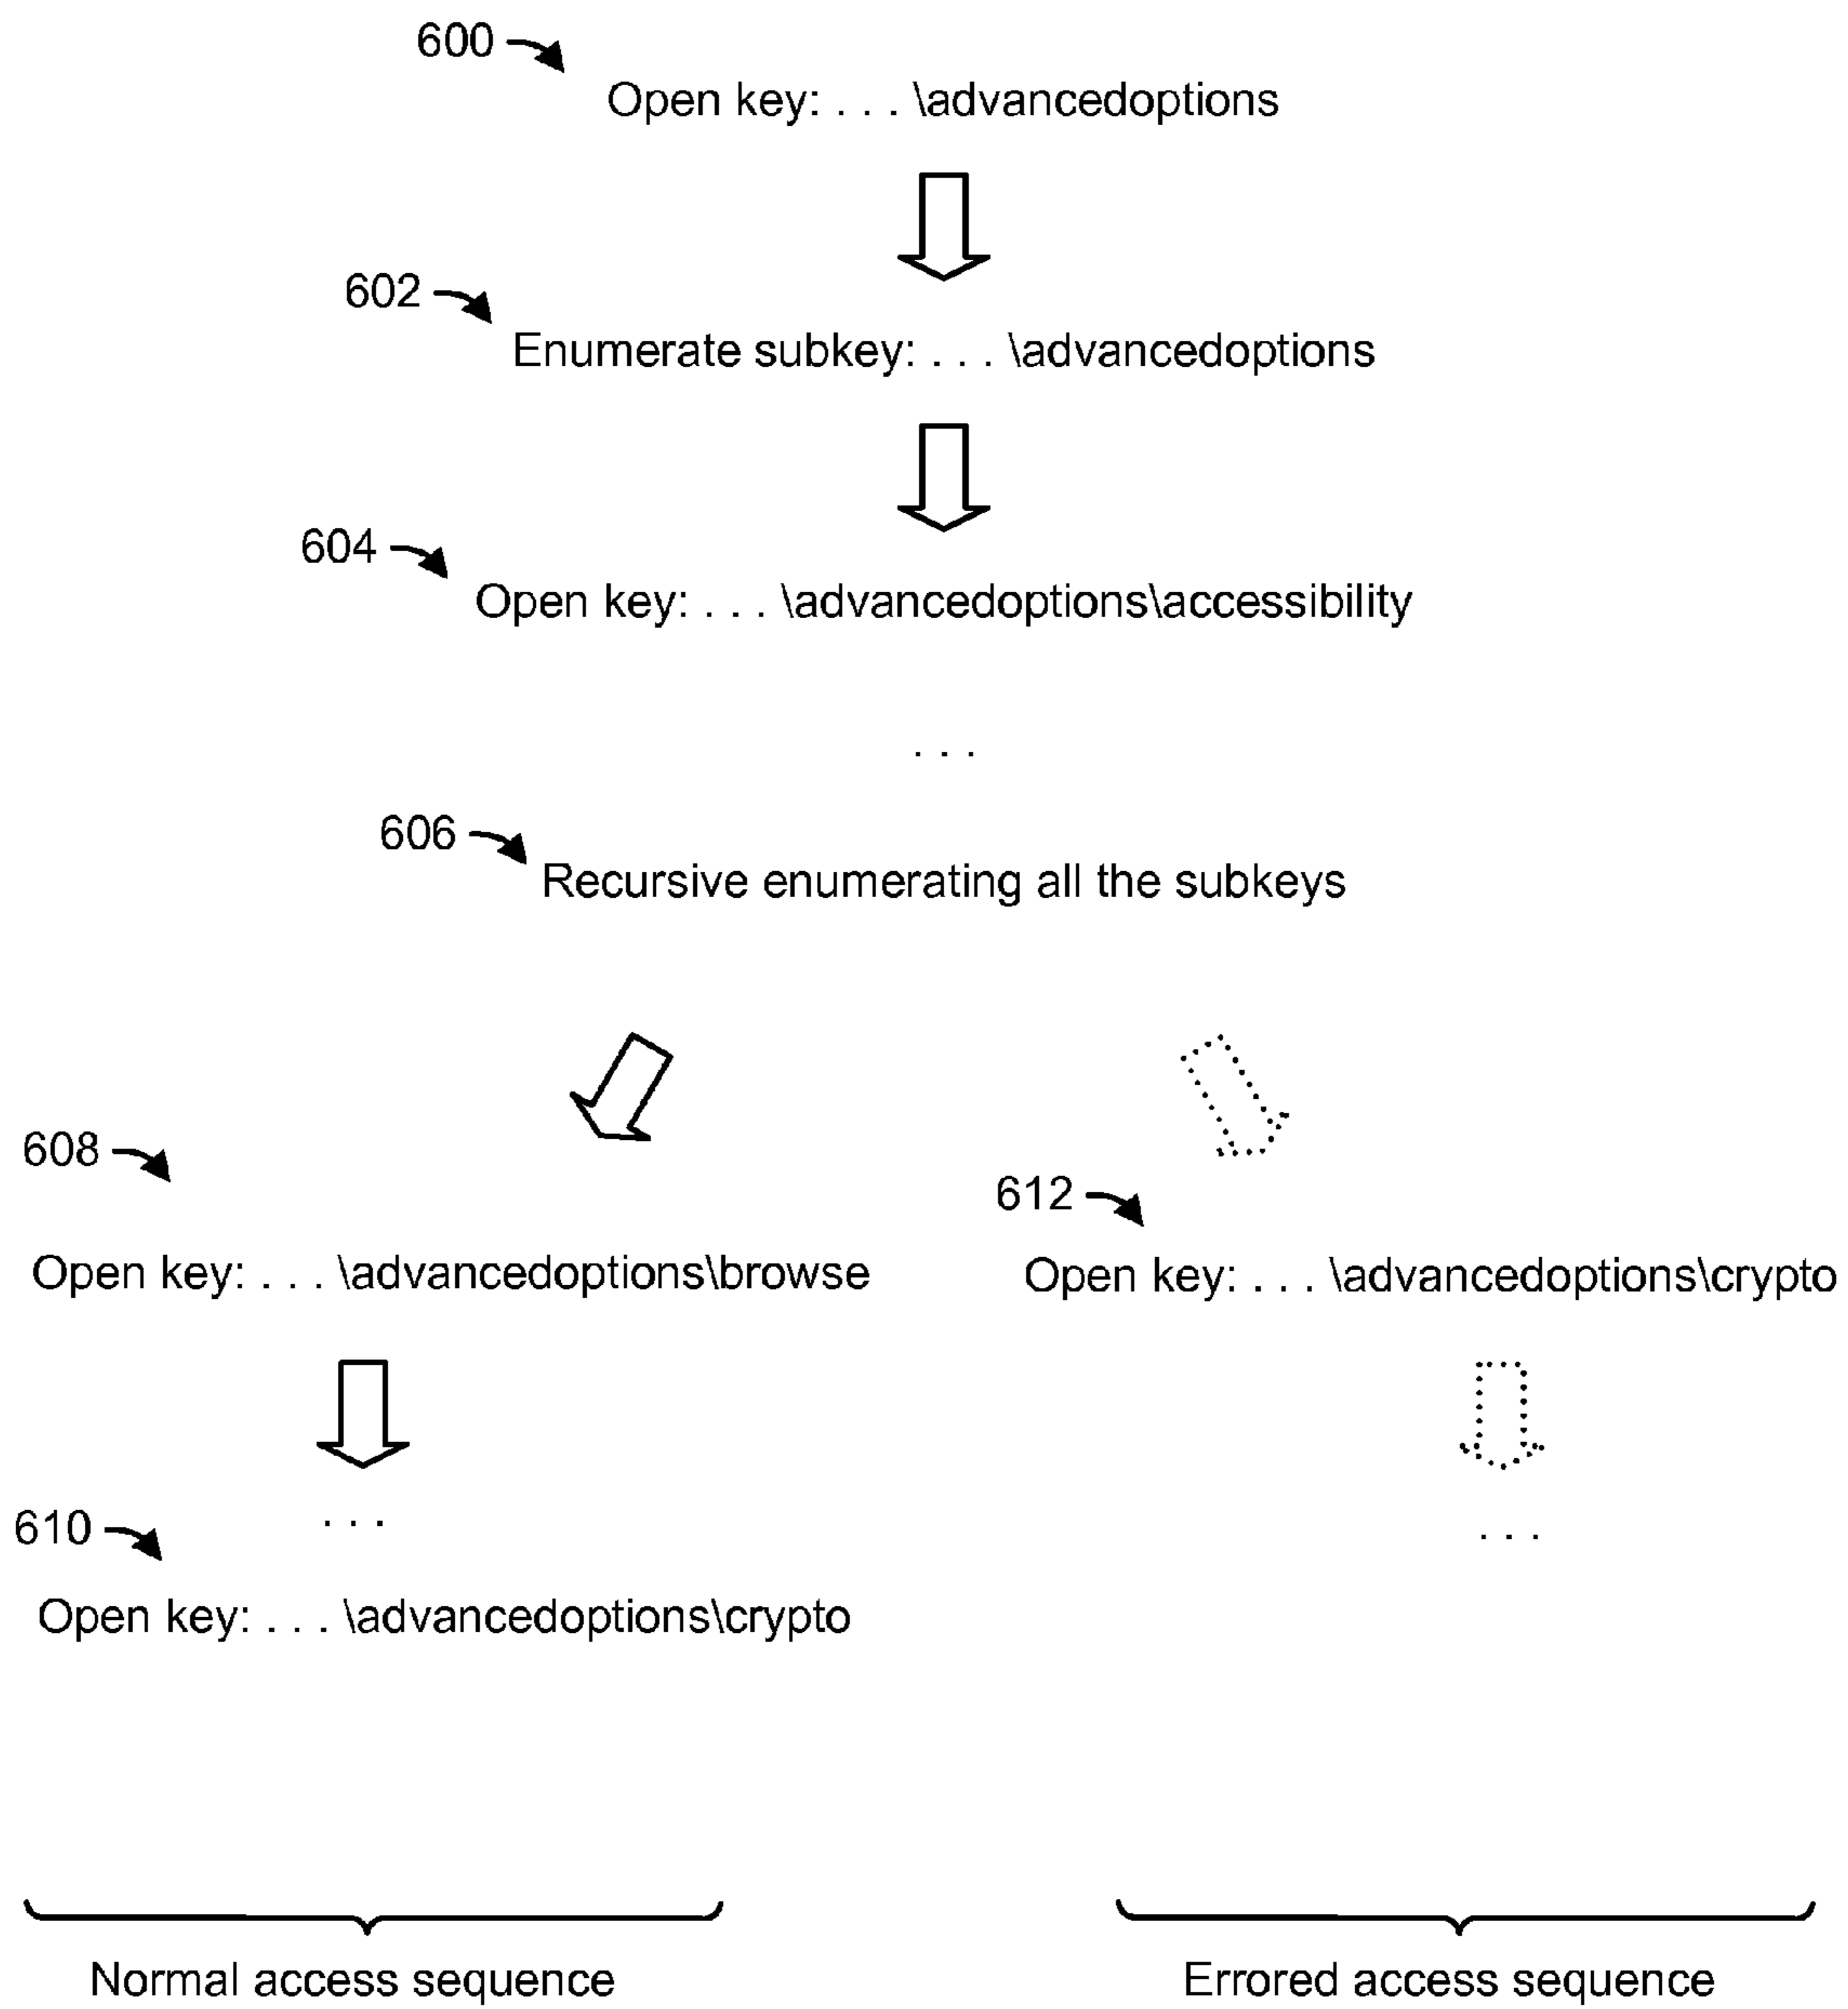 600
Open key: . . . \advancedoptions
602
Enumerate subkey: . . . \advancedoptions
604
Open key: . . . \advancedoptions\accessibility
. . .
606
Recursive enumerating all the subkeys
608
Open key: . . . \advancedoptions\browse
612
Open key: . . . \advancedoptions\crypto
. . .
610
Open key: . . . \advancedoptions\crypto
. . .
Normal access sequence
Errored access sequence